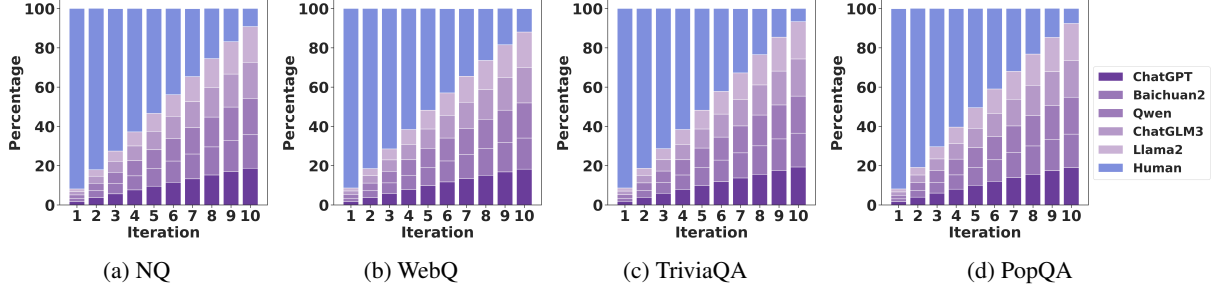 100
80
60
40
20
0
Percentage
1 2 3 4 5 6 7 8 9 10
Iteration
(a) NQ
100
80
60
40
20
0
Percentage
1 2 3 4 5 6 7 8 9 10
Iteration
(b) WebQ
100
80
60
40
20
0
Percentage
1 2 3 4 5 6 7 8 9 10
Iteration
(c) TriviaQA
100
80
60
40
20
0
Percentage
1 2 3 4 5 6 7 8 9 10
Iteration
(d) PopQA
ChatGPT
Baichuan2
Qwen
ChatGLM3
Llama2
Human